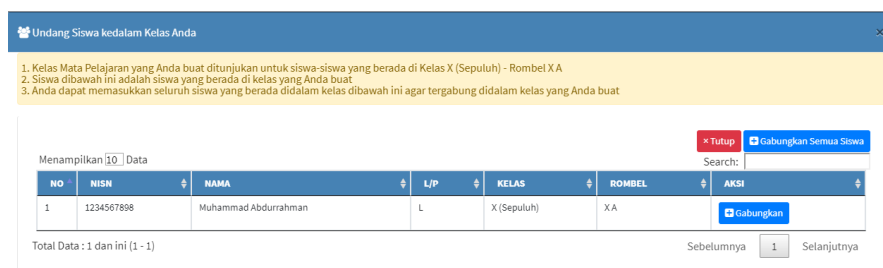 Undang Siswa kedalam Kelas Anda ×
1. Kelas Mata Pelajaran yang Anda buat ditunjukan untuk siswa-siswa yang berada di Kelas X (Sepuluh) - Rombel X A
2. Siswa dibawah ini adalah siswa yang berada di kelas yang Anda buat
3. Anda dapat memasukkan seluruh siswa yang berada didalam kelas dibawah ini agar tergabung didalam kelas yang Anda buat
× Tutup Gabungkan Semua Siswa
Menampilkan 10 Data Search:
NO NISN NAMA L/P KELAS ROMBEL AKSI
1 1234567898 Muhammad Abdurrahman L X (Sepuluh) X A Gabungkan
Total Data : 1 dan ini (1 - 1) Sebelumnya 1 Selanjutnya